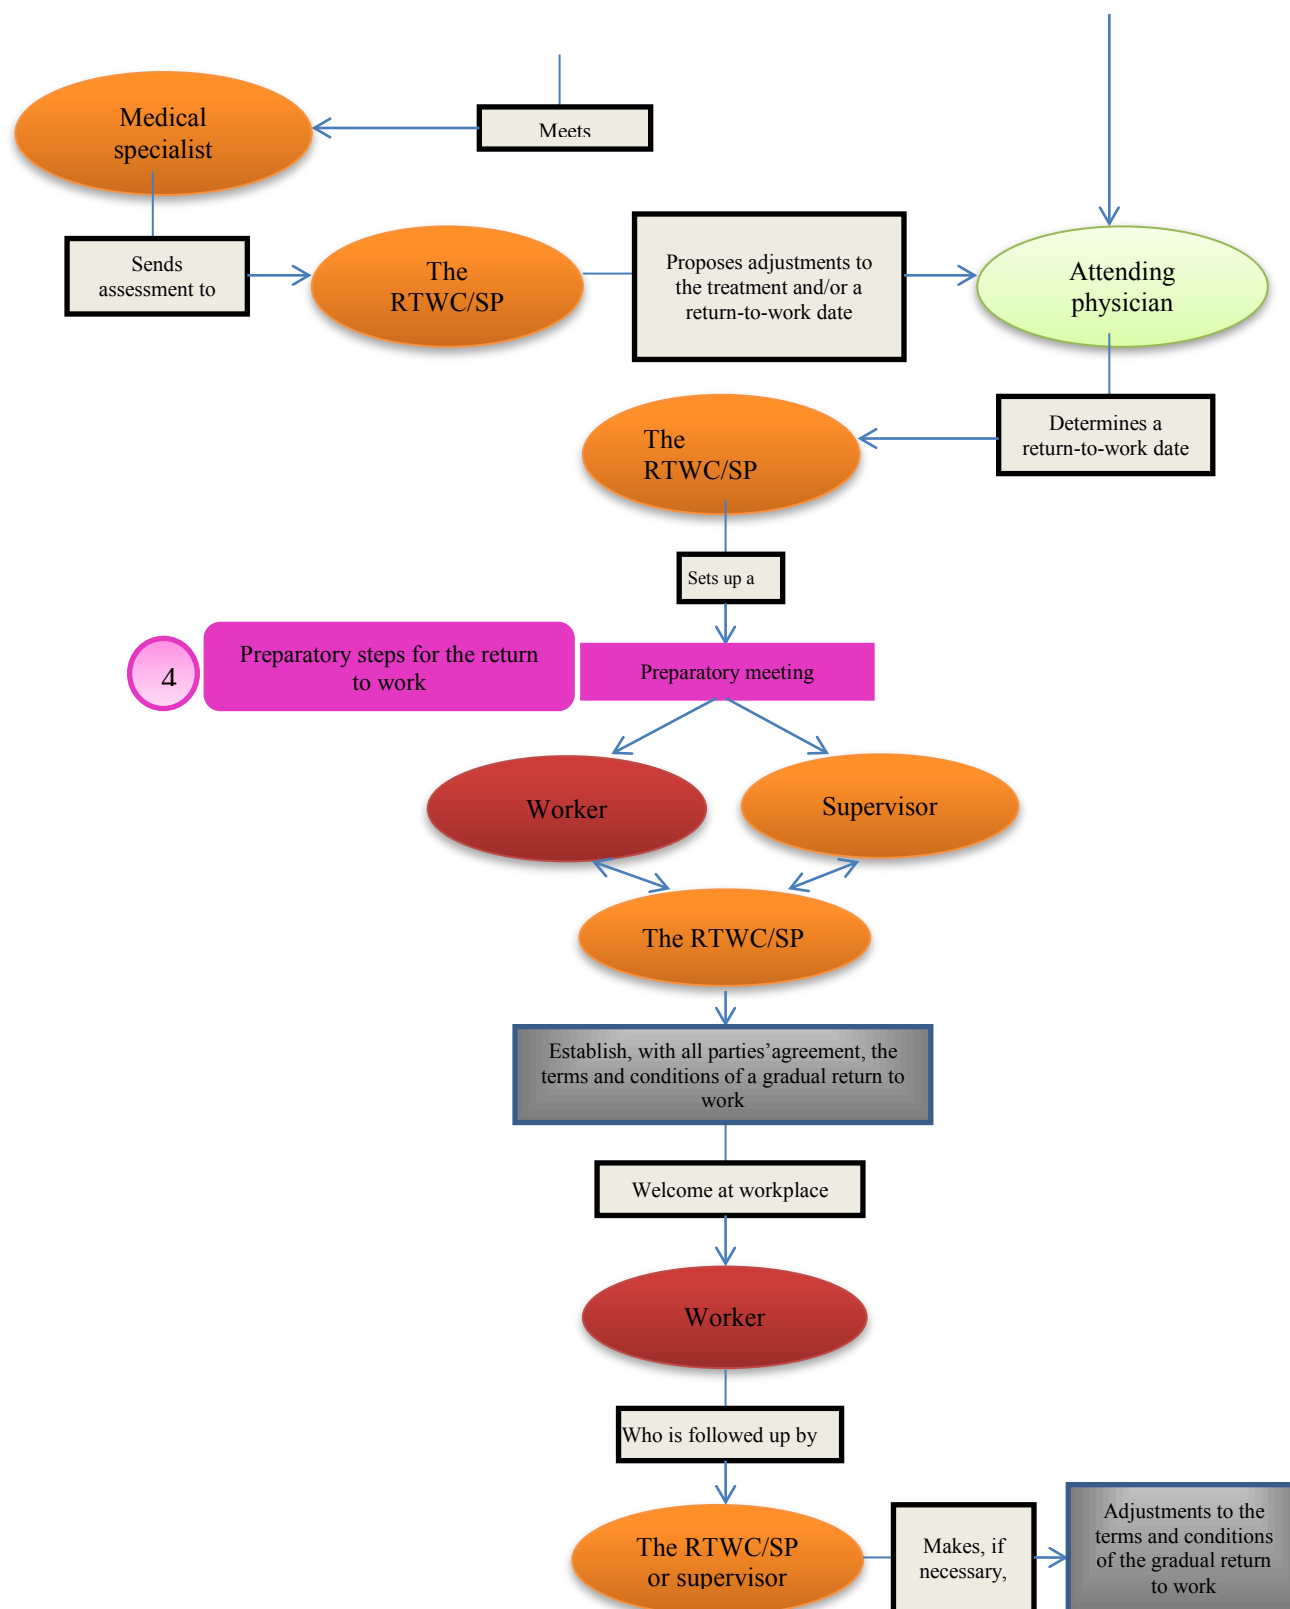 Meets
Medical
specialist
Sends
assessment to
The
RTWC/SP
Proposes adjustments to
the treatment and/or a
return-to-work date
Attending
physician
Determines a
return-to-work date
The
RTWC/SP
Sets up a
4
Preparatory steps for the return
to work
Preparatory meeting
Worker
Supervisor
The RTWC/SP
Establish, with all parties’agreement, the
terms and conditions of a gradual return to
work
Welcome at workplace
Worker
Who is followed up by
The RTWC/SP
or supervisor
Makes, if
necessary,
Adjustments to the
terms and conditions
of the gradual return
to work